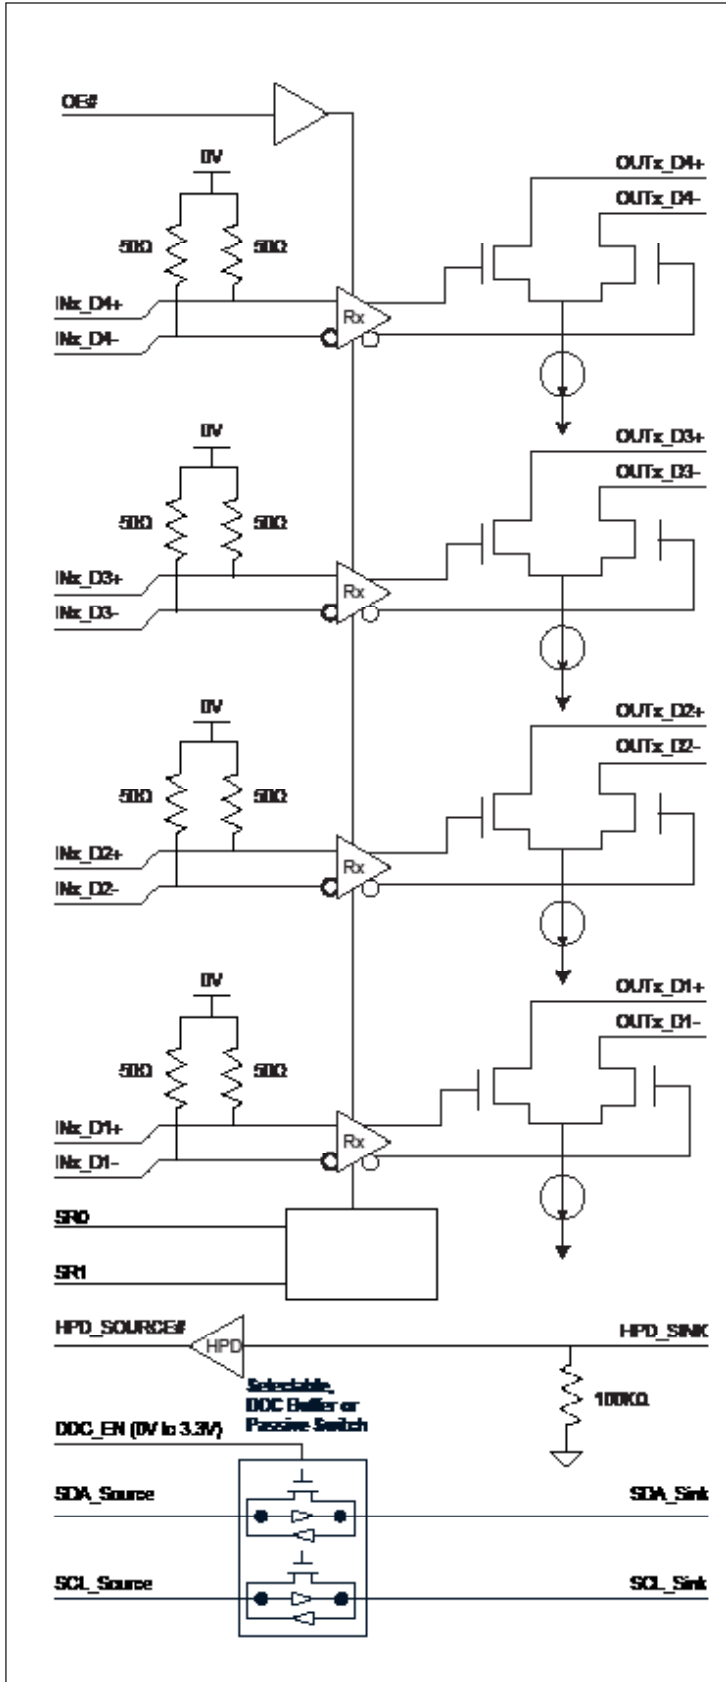 OE#
0V
50Ω 50Ω
OUTx_D4+
OUTx_D4-
INx_D4+
INx_D4-
Rx
0V
50Ω 50Ω
OUTx_D3+
OUTx_D3-
INx_D3+
INx_D3-
Rx
0V
50Ω 50Ω
OUTx_D2+
OUTx_D2-
INx_D2+
INx_D2-
Rx
0V
50Ω 50Ω
OUTx_D1+
OUTx_D1-
INx_D1+
INx_D1-
Rx
SR0
SR1
HPD_SOURCE#
HPD
HPD_SINK
100KΩ
Selectable,
DDC Buffer or
Passive Switch
DDC_EN (0V to 3.3V)
SDA_Source
SDA_Sink
SCL_Source
SCL_Sink